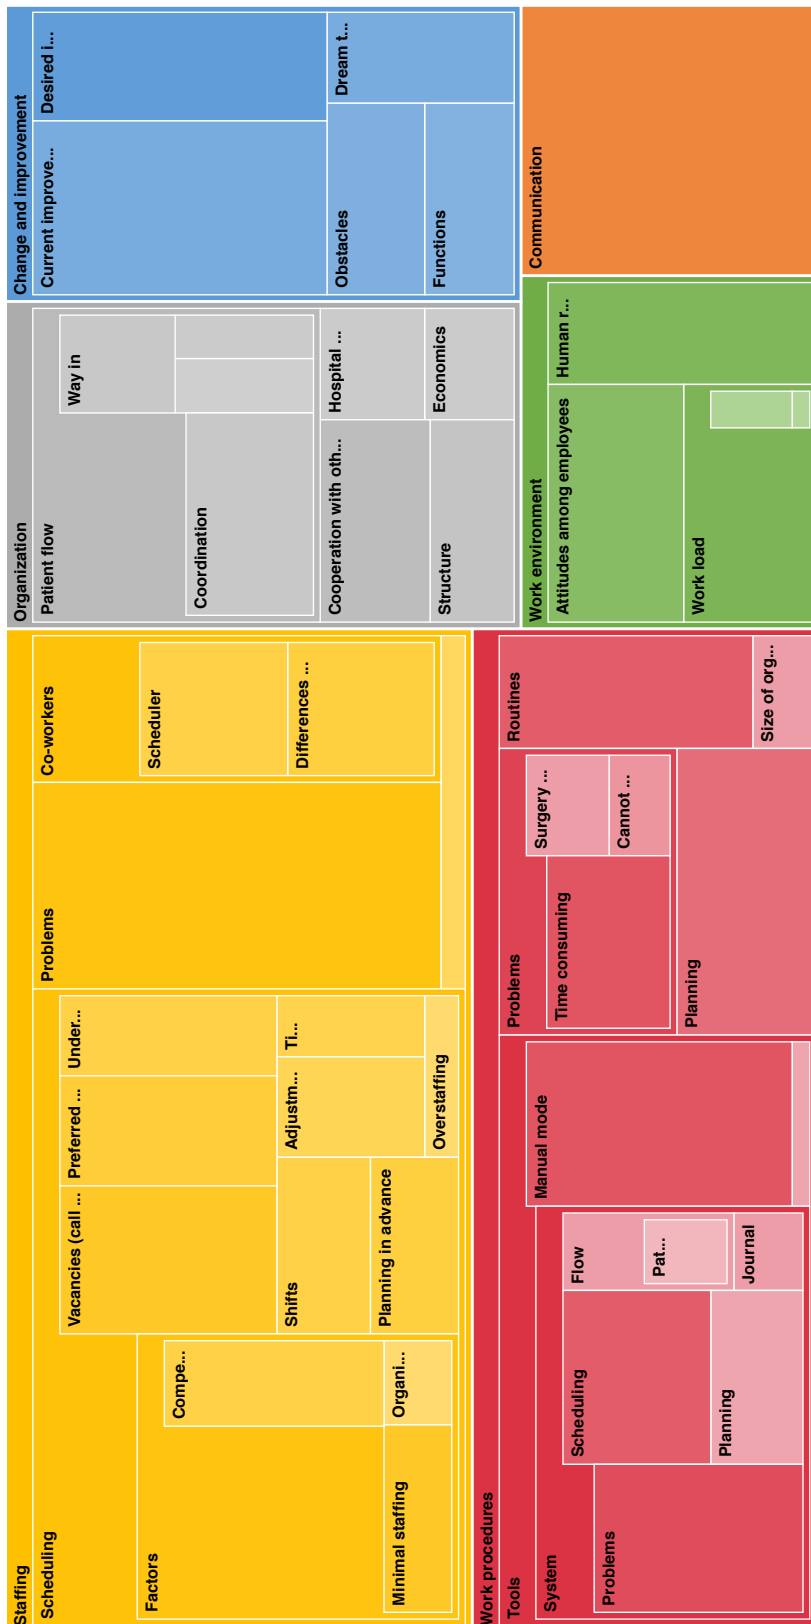 Staffing
Scheduling
Factors
Minimal staffing
Compe...
Organi...
Vacancies (call ...
Preferred ...
Under...
Shifts
Adjustm...
Ti...
Planning in advance
Overstaffing
Problems
Co-workers
Scheduler
Differences ...
Organization
Patient flow
Coordination
Way in
Cooperation with oth...
Hospital ...
Structure
Economics
Change and improvement
Current improve...
Desired i...
Obstacles
Dream t...
Functions
Work procedures
Tools
System
Problems
Scheduling
Flow
Pat...
Planning
Journal
Manual mode
Problems
Time consuming
Surgery ...
Cannot ...
Planning
Routines
Size of org...
Work environment
Attitudes among employees
Human r...
Work load
Communication